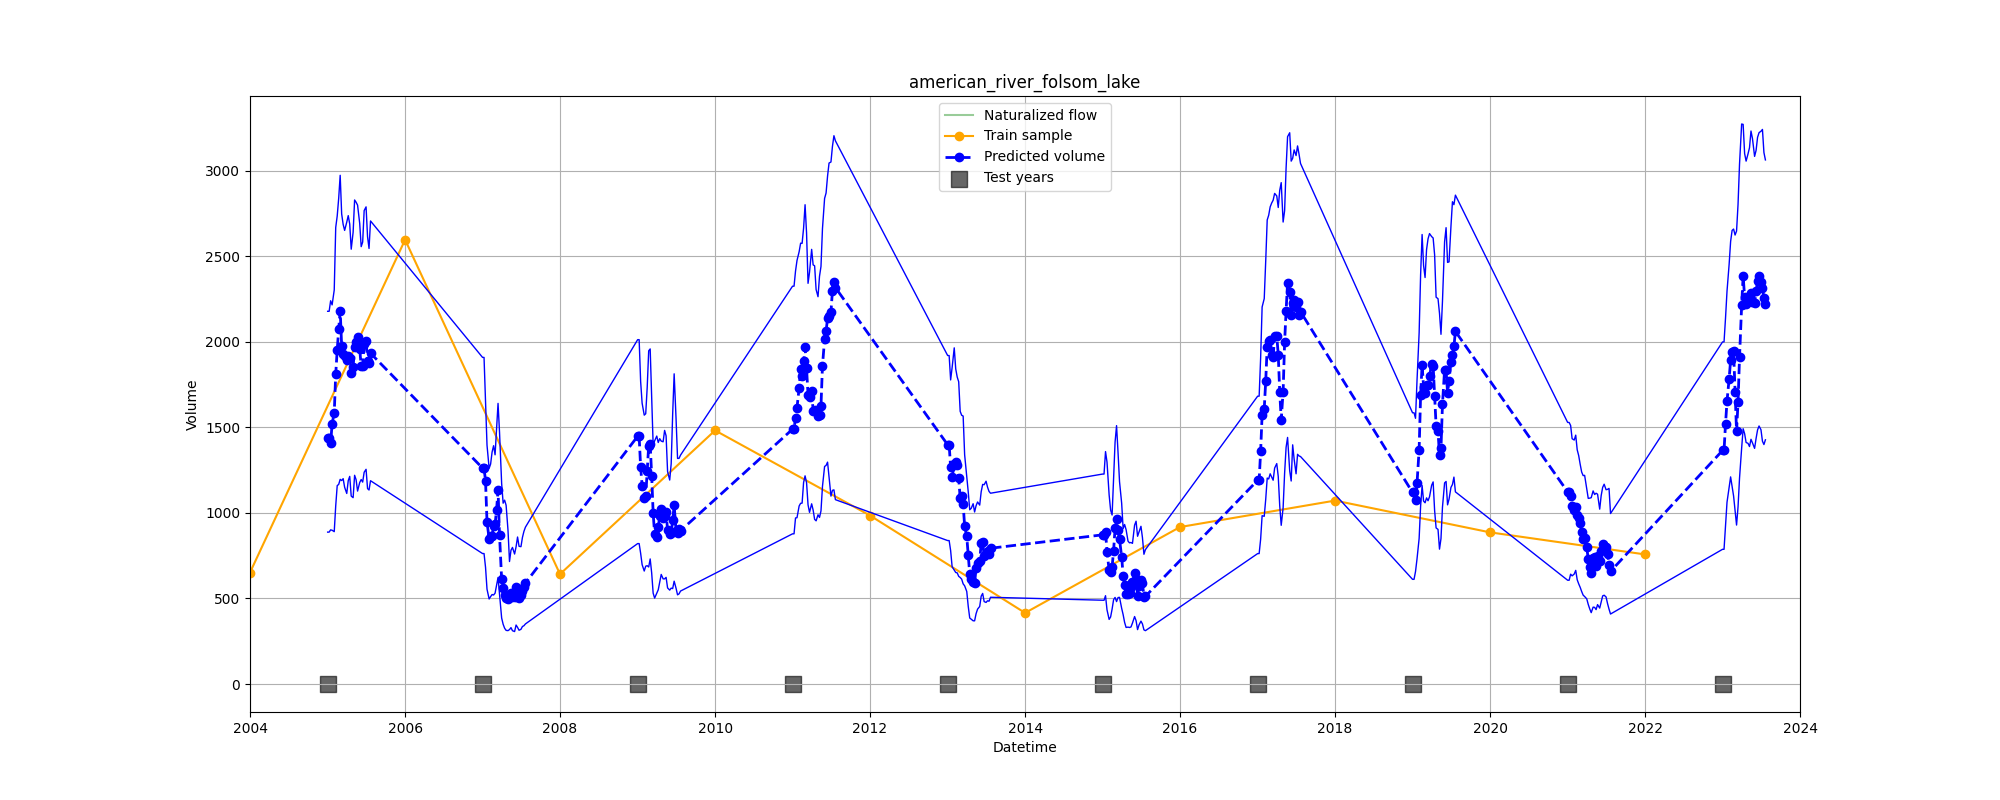 american_river_folsom_lake
Naturalized flow
Train sample
Predicted volume
Test years
Volume
3000
2500
2000
1500
1000
500
0
2004 2006 2008 2010 2012 2014 2016 2018 2020 2022 2024
Datetime